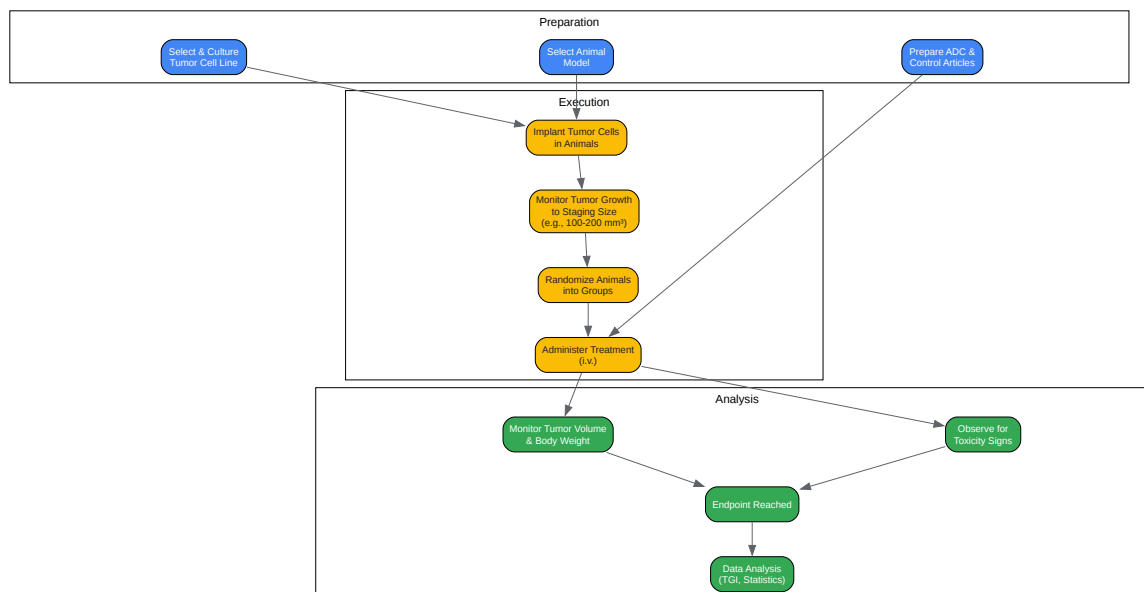 Preparation
Select & Culture
Tumor Cell Line
Select Animal
Model
Prepare ADC &
Control Articles
Execution
Implant Tumor Cells
in Animals
Monitor Tumor Growth
to Staging Size
(e.g., 100-200 mm³)
Randomize Animals
into Groups
Administer Treatment
(i.v.)
Analysis
Monitor Tumor Volume
& Body Weight
Observe for
Toxicity Signs
Endpoint Reached
Data Analysis
(TGI, Statistics)